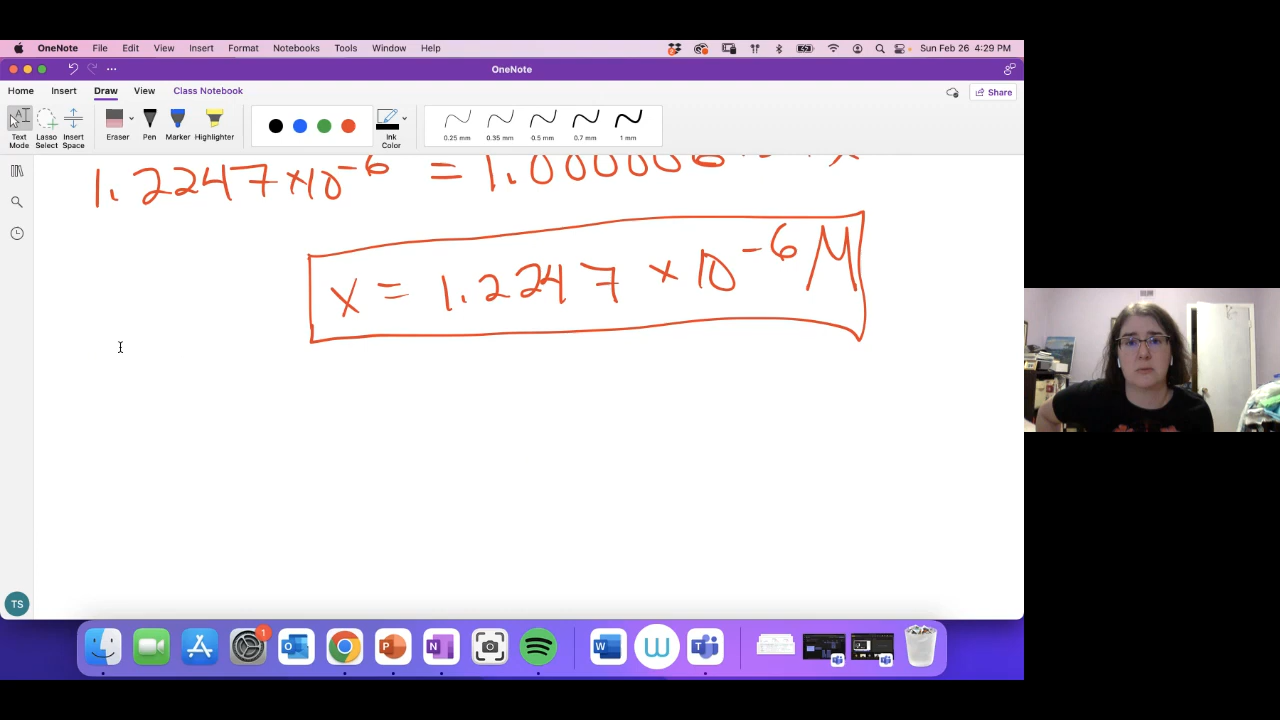 OneNote File Edit View Insert Format Notebooks Tools Window Help Sun Feb 26 4:29 PM
OneNote
Home Insert Draw View Class Notebook Share
Text Mode Lasso Select Insert Space Eraser Pen Marker Highlighter Ink Color 0.25 mm 0.35 mm 0.5 mm 0.7 mm 1 mm
1.2247×10⁻⁶ = 1.000006
x = 1.2247 × 10⁻⁶ M
TS
1